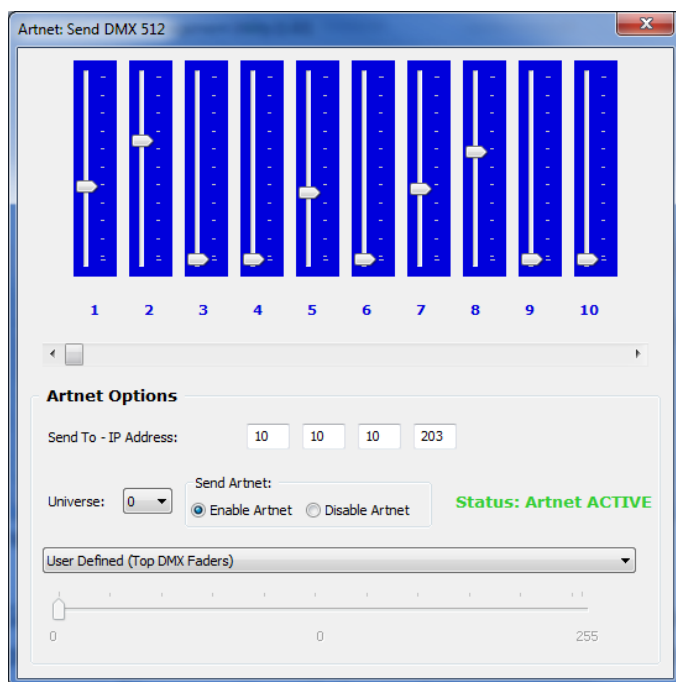 Artnet: Send DMX 512
1 2 3 4 5 6 7 8 9 10
Artnet Options
Send To - IP Address: 10 10 10 203
Send Artnet:
Universe: 0 Enable Artnet Disable Artnet Status: Artnet ACTIVE
User Defined (Top DMX Faders)
0 0 255